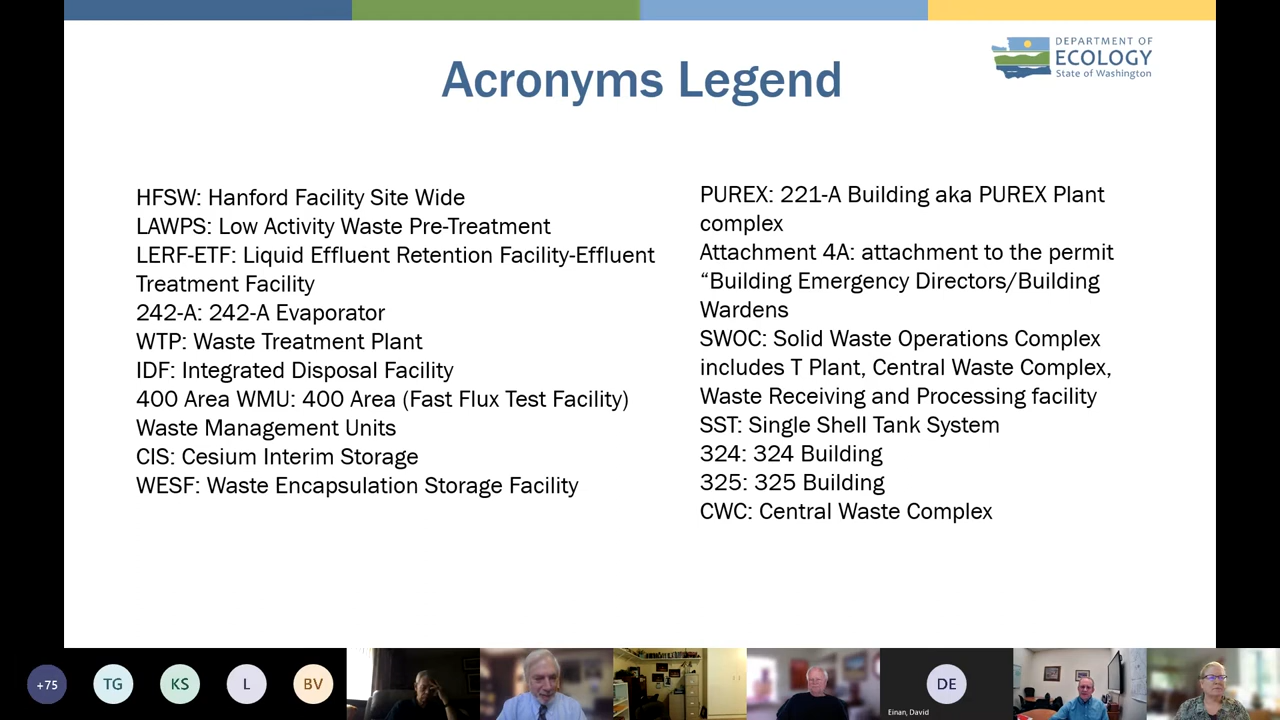 DEPARTMENT OF
ECOLOGY
State of Washington
Acronyms Legend
HFSW: Hanford Facility Site Wide
LAWPS: Low Activity Waste Pre-Treatment
LERF-ETF: Liquid Effluent Retention Facility-Effluent
Treatment Facility
242-A: 242-A Evaporator
WTP: Waste Treatment Plant
IDF: Integrated Disposal Facility
400 Area WMU: 400 Area (Fast Flux Test Facility)
Waste Management Units
CIS: Cesium Interim Storage
WESF: Waste Encapsulation Storage Facility
PUREX: 221-A Building aka PUREX Plant
complex
Attachment 4A: attachment to the permit
“Building Emergency Directors/Building
Wardens
SWOC: Solid Waste Operations Complex
includes T Plant, Central Waste Complex,
Waste Receiving and Processing facility
SST: Single Shell Tank System
324: 324 Building
325: 325 Building
CWC: Central Waste Complex
+75
TG
KS
L
BV
DE
Einan, David